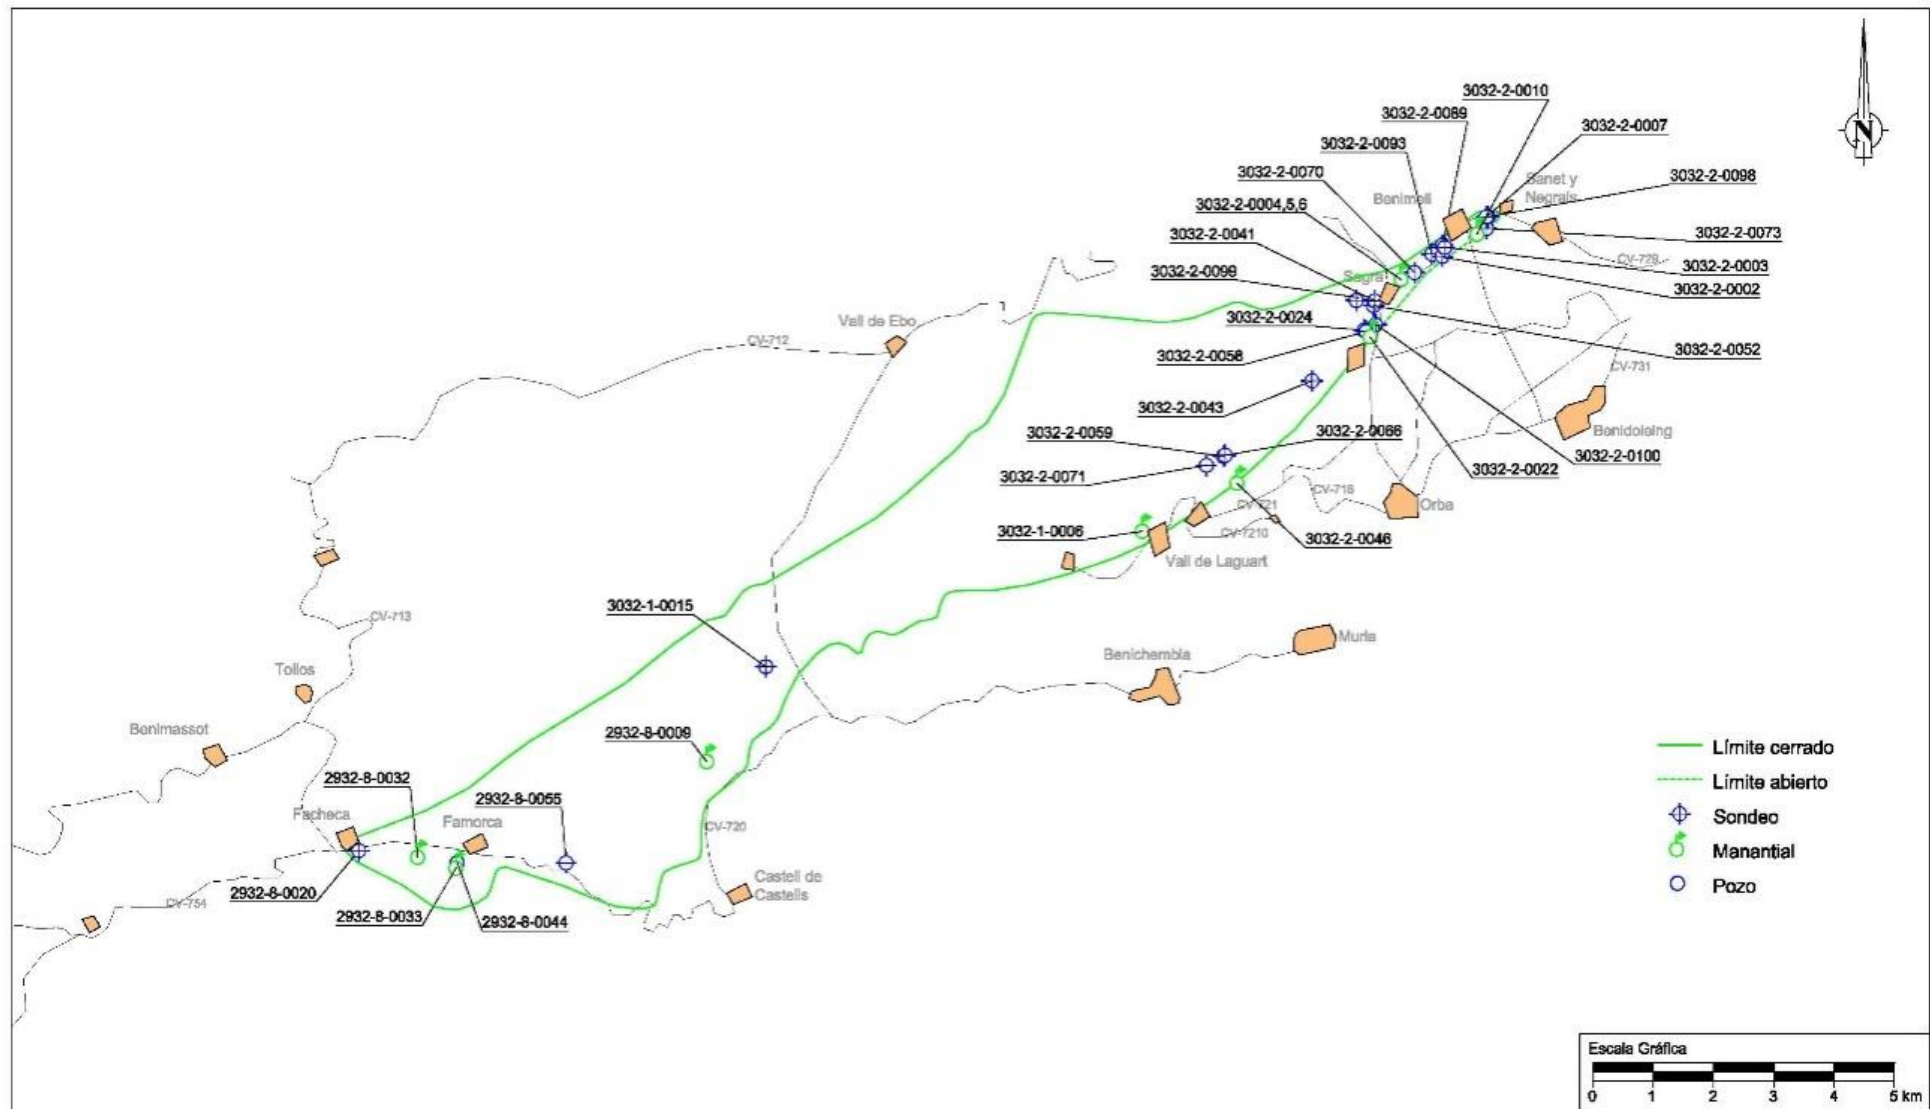 3032-2-0010
3032-2-0089
3032-2-0007
3032-2-0093
3032-2-0070
3032-2-0098
Sanet y
Negrals
Benimeli
3032-2-0004,5,6
3032-2-0041
3032-2-0073
CV-729
3032-2-0003
3032-2-0099
Sagra
3032-2-0002
3032-2-0024
Vall de Ebo
CV-712
3032-2-0058
3032-2-0052
CV-731
3032-2-0043
3032-2-0059
3032-2-0066
Benidoleing
3032-2-0100
3032-2-0071
3032-2-0022
CV-718
CV-721
Orba
3032-1-0006
CV-7210
3032-2-0046
Vall de Laguart
3032-1-0015
CV-713
Murla
Benichembla
Tollos
Benimassot
2932-8-0009
2932-8-0032
2932-8-0055
Facheca
Famorca
CV-720
Castell de
Castells
2932-8-0020
CV-754
2932-8-0033
2932-8-0044
N
Límite cerrado
Límite abierto
Sondeo
Manantial
Pozo
Escala Gráfica
0 1 2 3 4 5 km